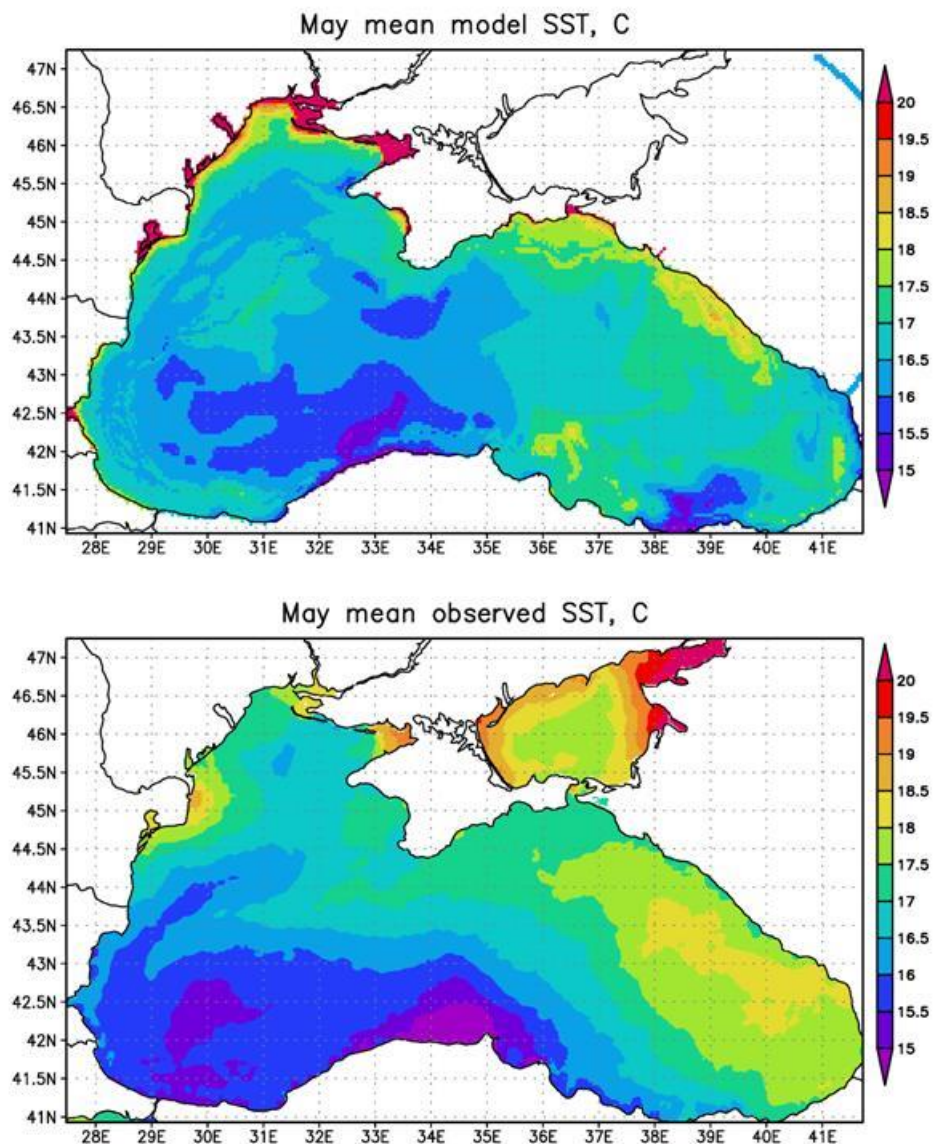 May mean model SST, C
47N
46.5N
46N
45.5N
45N
44.5N
44N
43.5N
43N
42.5N
42N
41.5N
41N
28E 29E 30E 31E 32E 33E 34E 35E 36E 37E 38E 39E 40E 41E
20
19.5
19
18.5
18
17.5
17
16.5
16
15.5
15
May mean observed SST, C
47N
46.5N
46N
45.5N
45N
44.5N
44N
43.5N
43N
42.5N
42N
41.5N
41N
28E 29E 30E 31E 32E 33E 34E 35E 36E 37E 38E 39E 40E 41E
20
19.5
19
18.5
18
17.5
17
16.5
16
15.5
15